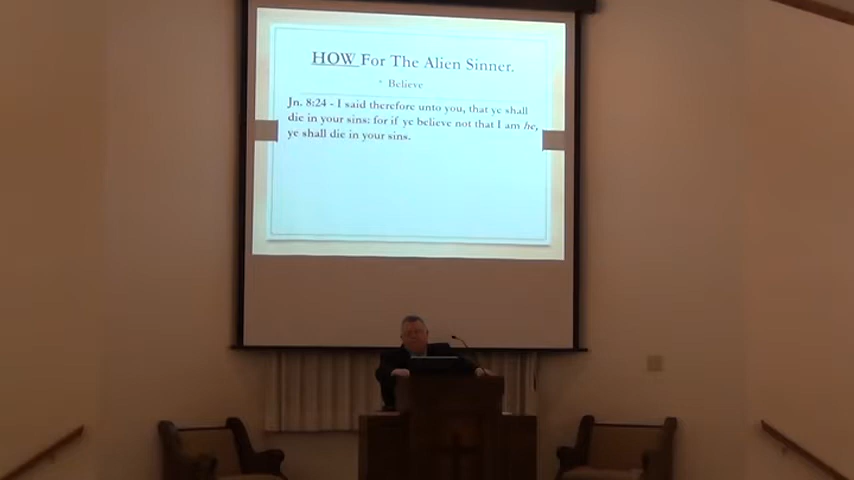 HOW For The Alien Sinner.
- Believe
Jn. 8:24 - I said therefore unto you, that ye shall
die in your sins: for if ye believe not that I am he,
ye shall die in your sins.